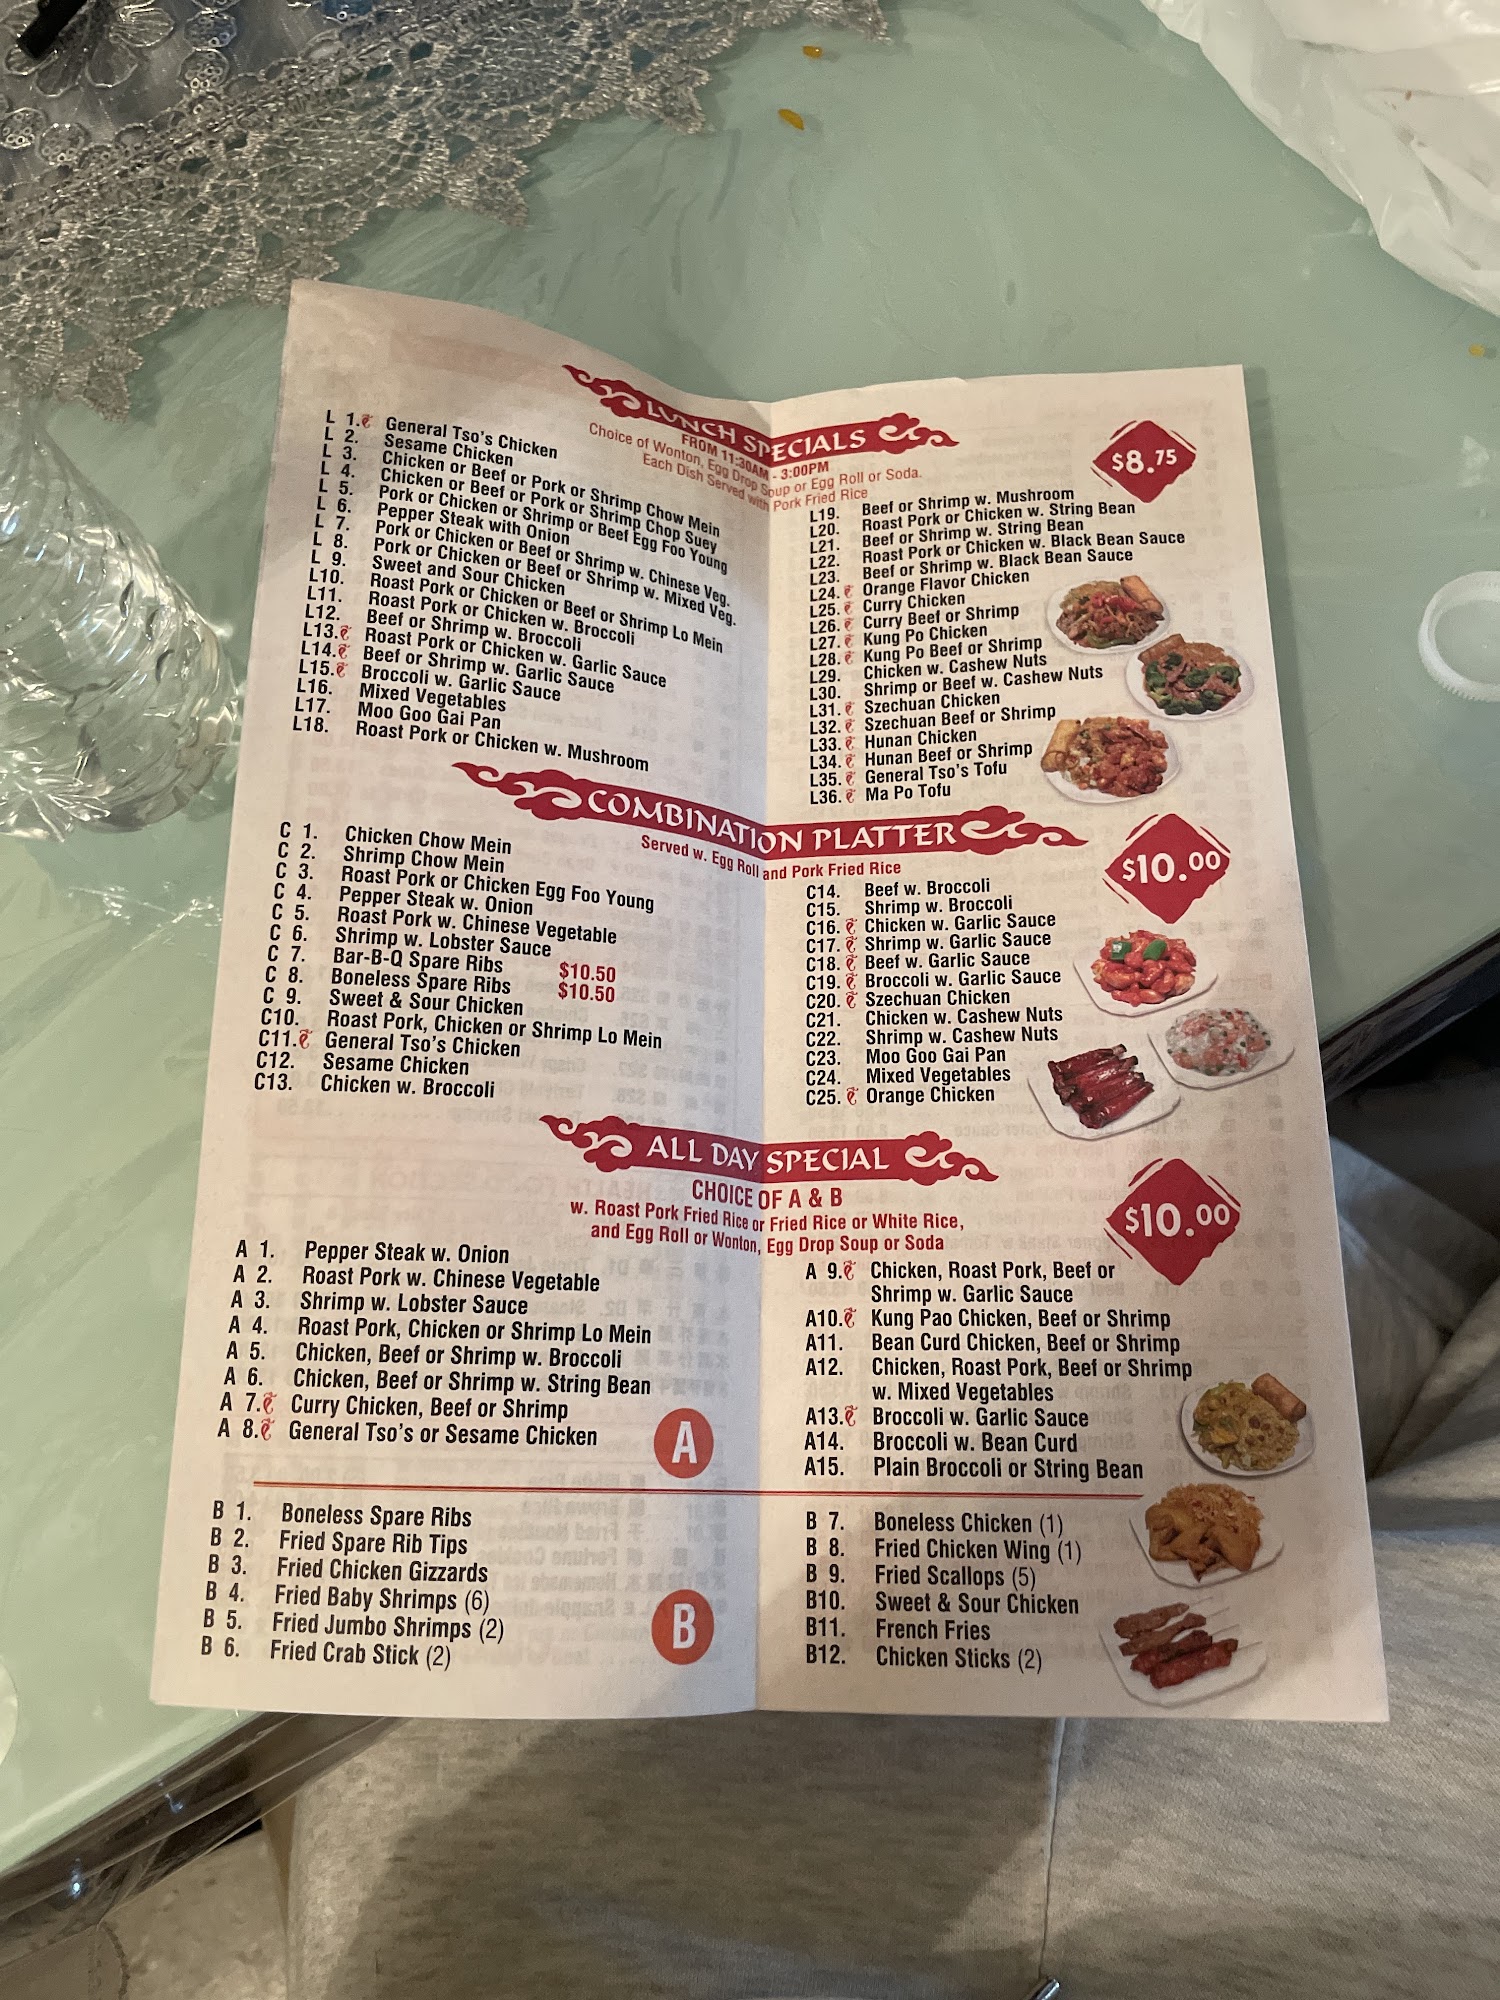 LUNCH SPECIALS
FROM 11:30AM - 3:00PM
Choice of Wonton, Egg Drop Soup or Egg Roll or Soda.
Each Dish Served with Pork Fried Rice
$8.75
L 1. General Tso's Chicken
L 2. Sesame Chicken
L 3. Chicken or Beef or Pork or Shrimp Chow Mein
L 4. Chicken or Beef or Pork or Shrimp Chop Suey
L 5. Pork or Chicken or Shrimp or Beef Egg Foo Young
L 6. Pepper Steak with Onion
L 7. Pork or Chicken or Beef or Shrimp w. Chinese Veg.
L 8. Pork or Chicken or Beef or Shrimp w. Mixed Veg.
L 9. Sweet and Sour Chicken
L10. Roast Pork or Chicken or Beef or Shrimp Lo Mein
L11. Roast Pork or Chicken w. Broccoli
L12. Beef or Shrimp w. Broccoli
L13. Roast Pork or Chicken w. Garlic Sauce
L14. Beef or Shrimp w. Garlic Sauce
L15. Broccoli w. Garlic Sauce
L16. Mixed Vegetables
L17. Moo Goo Gai Pan
L18. Roast Pork or Chicken w. Mushroom
L19. Beef or Shrimp w. Mushroom
L20. Roast Pork or Chicken w. String Bean
L21. Beef or Shrimp w. String Bean
L22. Roast Pork or Chicken w. Black Bean Sauce
L23. Beef or Shrimp w. Black Bean Sauce
L24. Orange Flavor Chicken
L25. Curry Chicken
L26. Curry Beef or Shrimp
L27. Kung Po Chicken
L28. Kung Po Beef or Shrimp
L29. Chicken w. Cashew Nuts
L30. Shrimp or Beef w. Cashew Nuts
L31. Szechuan Chicken
L32. Szechuan Beef or Shrimp
L33. Hunan Chicken
L34. Hunan Beef or Shrimp
L35. General Tso's Tofu
L36. Ma Po Tofu
COMBINATION PLATTER
Served w. Egg Roll and Pork Fried Rice
$10.00
C 1. Chicken Chow Mein
C 2. Shrimp Chow Mein
C 3. Roast Pork or Chicken Egg Foo Young
C 4. Pepper Steak w. Onion
C 5. Roast Pork w. Chinese Vegetable
C 6. Shrimp w. Lobster Sauce
C 7. Bar-B-Q Spare Ribs $10.50
C 8. Boneless Spare Ribs $10.50
C 9. Sweet & Sour Chicken
C10. Roast Pork, Chicken or Shrimp Lo Mein
C11. General Tso's Chicken
C12. Sesame Chicken
C13. Chicken w. Broccoli
C14. Beef w. Broccoli
C15. Shrimp w. Broccoli
C16. Chicken w. Garlic Sauce
C17. Shrimp w. Garlic Sauce
C18. Beef w. Garlic Sauce
C19. Broccoli w. Garlic Sauce
C20. Szechuan Chicken
C21. Chicken w. Cashew Nuts
C22. Shrimp w. Cashew Nuts
C23. Moo Goo Gai Pan
C24. Mixed Vegetables
C25. Orange Chicken
ALL DAY SPECIAL
CHOICE OF A & B
w. Roast Pork Fried Rice or Fried Rice or White Rice,
and Egg Roll or Wonton, Egg Drop Soup or Soda
$10.00
A 1. Pepper Steak w. Onion
A 2. Roast Pork w. Chinese Vegetable
A 3. Shrimp w. Lobster Sauce
A 4. Roast Pork, Chicken or Shrimp Lo Mein
A 5. Chicken, Beef or Shrimp w. Broccoli
A 6. Chicken, Beef or Shrimp w. String Bean
A 7. Curry Chicken, Beef or Shrimp
A 8. General Tso's or Sesame Chicken
A
A 9. Chicken, Roast Pork, Beef or
Shrimp w. Garlic Sauce
A10. Kung Pao Chicken, Beef or Shrimp
A11. Bean Curd Chicken, Beef or Shrimp
A12. Chicken, Roast Pork, Beef or Shrimp
w. Mixed Vegetables
A13. Broccoli w. Garlic Sauce
A14. Broccoli w. Bean Curd
A15. Plain Broccoli or String Bean
B 1. Boneless Spare Ribs
B 2. Fried Spare Rib Tips
B 3. Fried Chicken Gizzards
B 4. Fried Baby Shrimps (6)
B 5. Fried Jumbo Shrimps (2)
B 6. Fried Crab Stick (2)
B
B 7. Boneless Chicken (1)
B 8. Fried Chicken Wing (1)
B 9. Fried Scallops (5)
B10. Sweet & Sour Chicken
B11. French Fries
B12. Chicken Sticks (2)